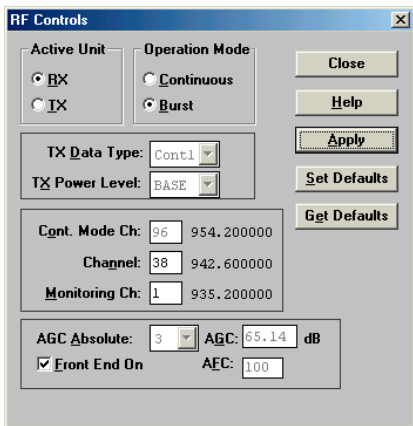 RF Controls
Active Unit
RX
TX
Operation Mode
Continuous
Burst
Close
Help
Apply
Set Defaults
Get Defaults
TX Data Type: Cont1
TX Power Level: BASE
Cont. Mode Ch: 96 954.200000
Channel: 38 942.600000
Monitoring Ch: 1 935.200000
AGC Absolute: 3 AGC: 65.14 dB
Front End On AFC: 100